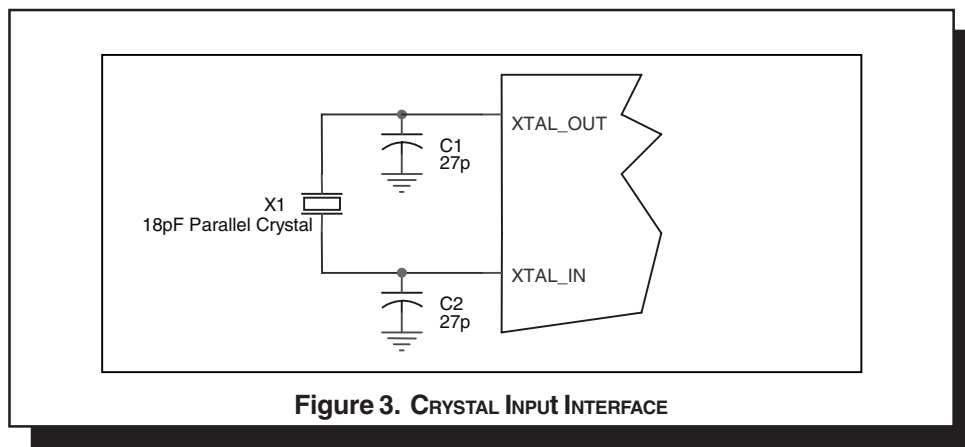 XTAL_OUT
C1
27p
X1
18pF Parallel Crystal
XTAL_IN
C2
27p
Figure 3. CRYSTAL INPUt INTERFACE